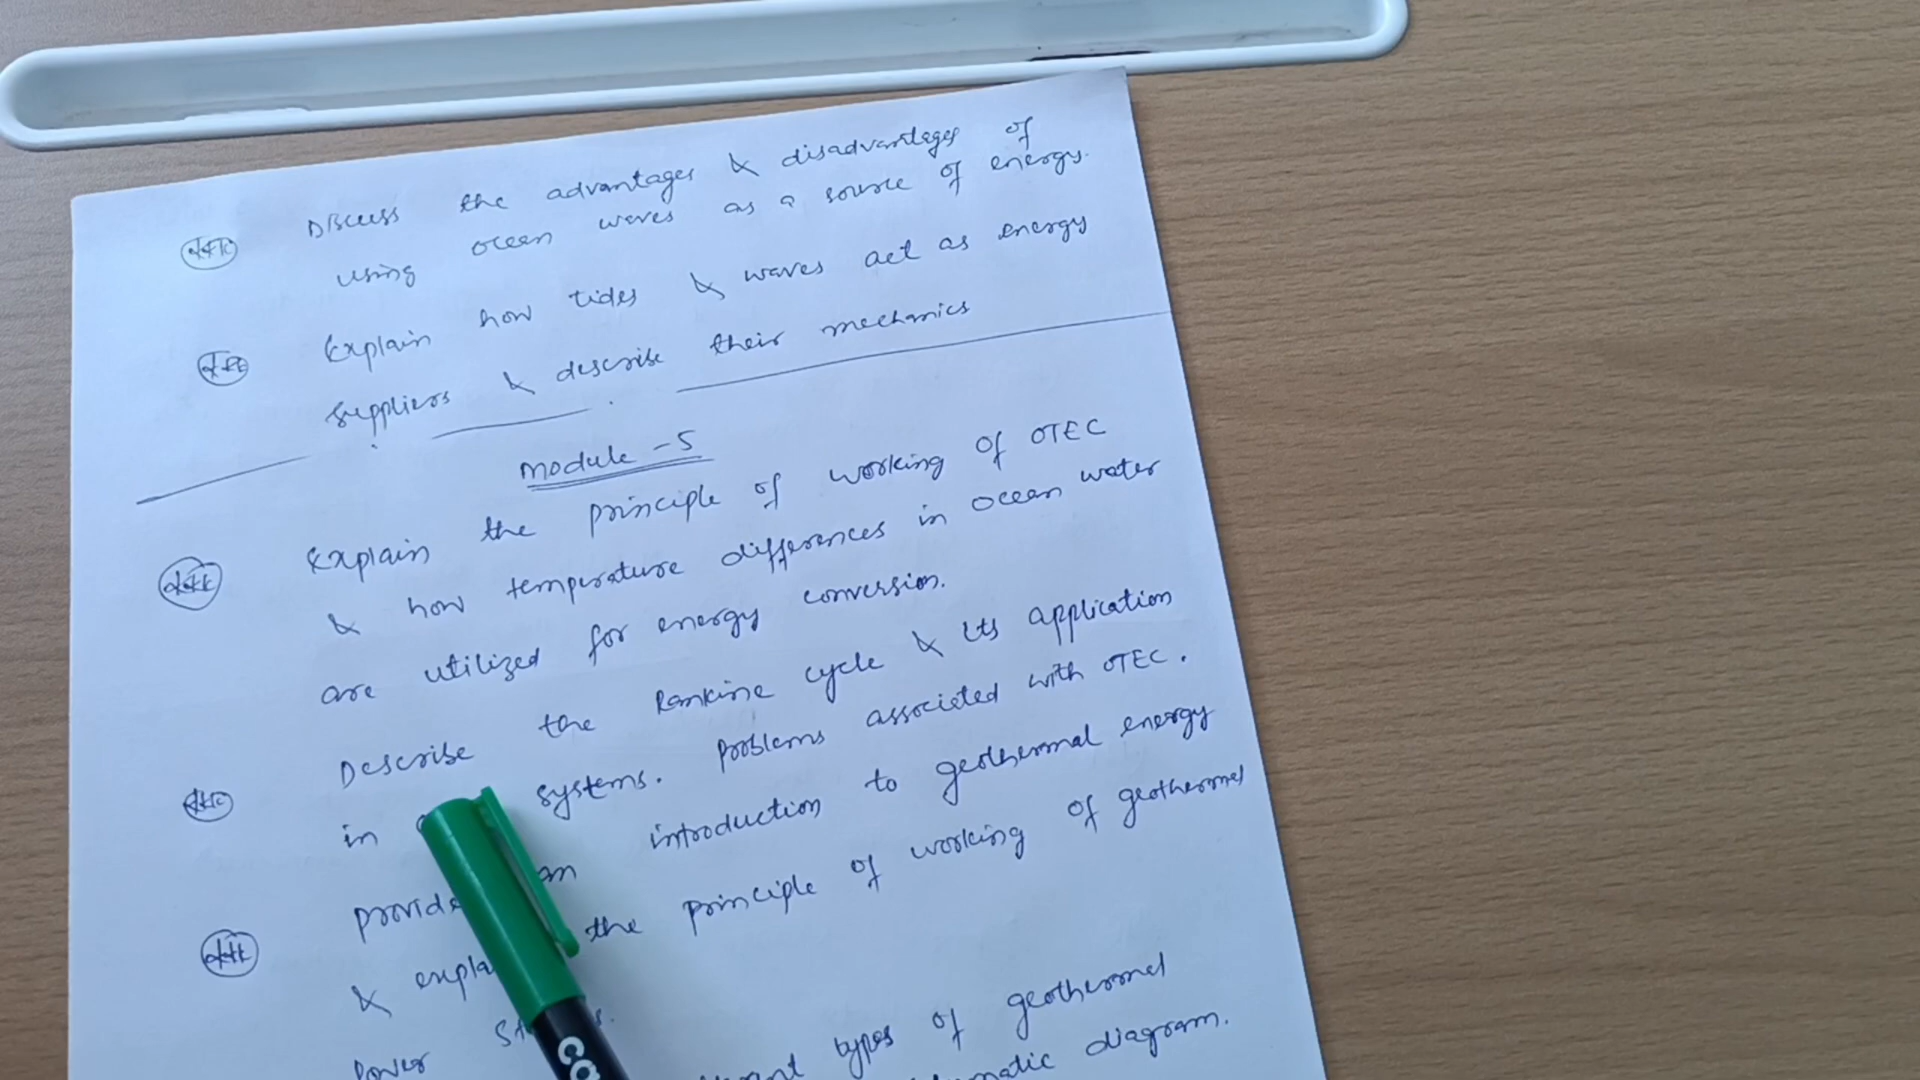 Discuss the advantages & disadvantages of
using ocean waves as a source of energy.
Explain how tides & waves act as energy
suppliers & describe their mechanics
Module - 5
Explain the principle of working of OTEC
& how temperature differences in ocean water
are utilized for energy conversion.
Describe the Rankine cycle & its application
in systems. Problems associated with OTEC.
Provide an introduction to geothermal energy
& the principle of working of geothermal
Power
types of geothermal
diagram.